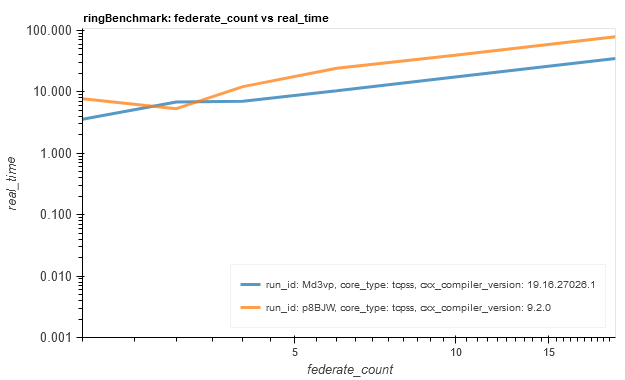 ringBenchmark: federate_count vs real_time
100.000
10.000
1.000
0.100
0.010
0.001
real_time
run_id: Md3vp, core_type: tcpss, cxx_compiler_version: 19.16.27026.1
run_id: p8BJW, core_type: tcpss, cxx_compiler_version: 9.2.0
5
10
15
federate_count